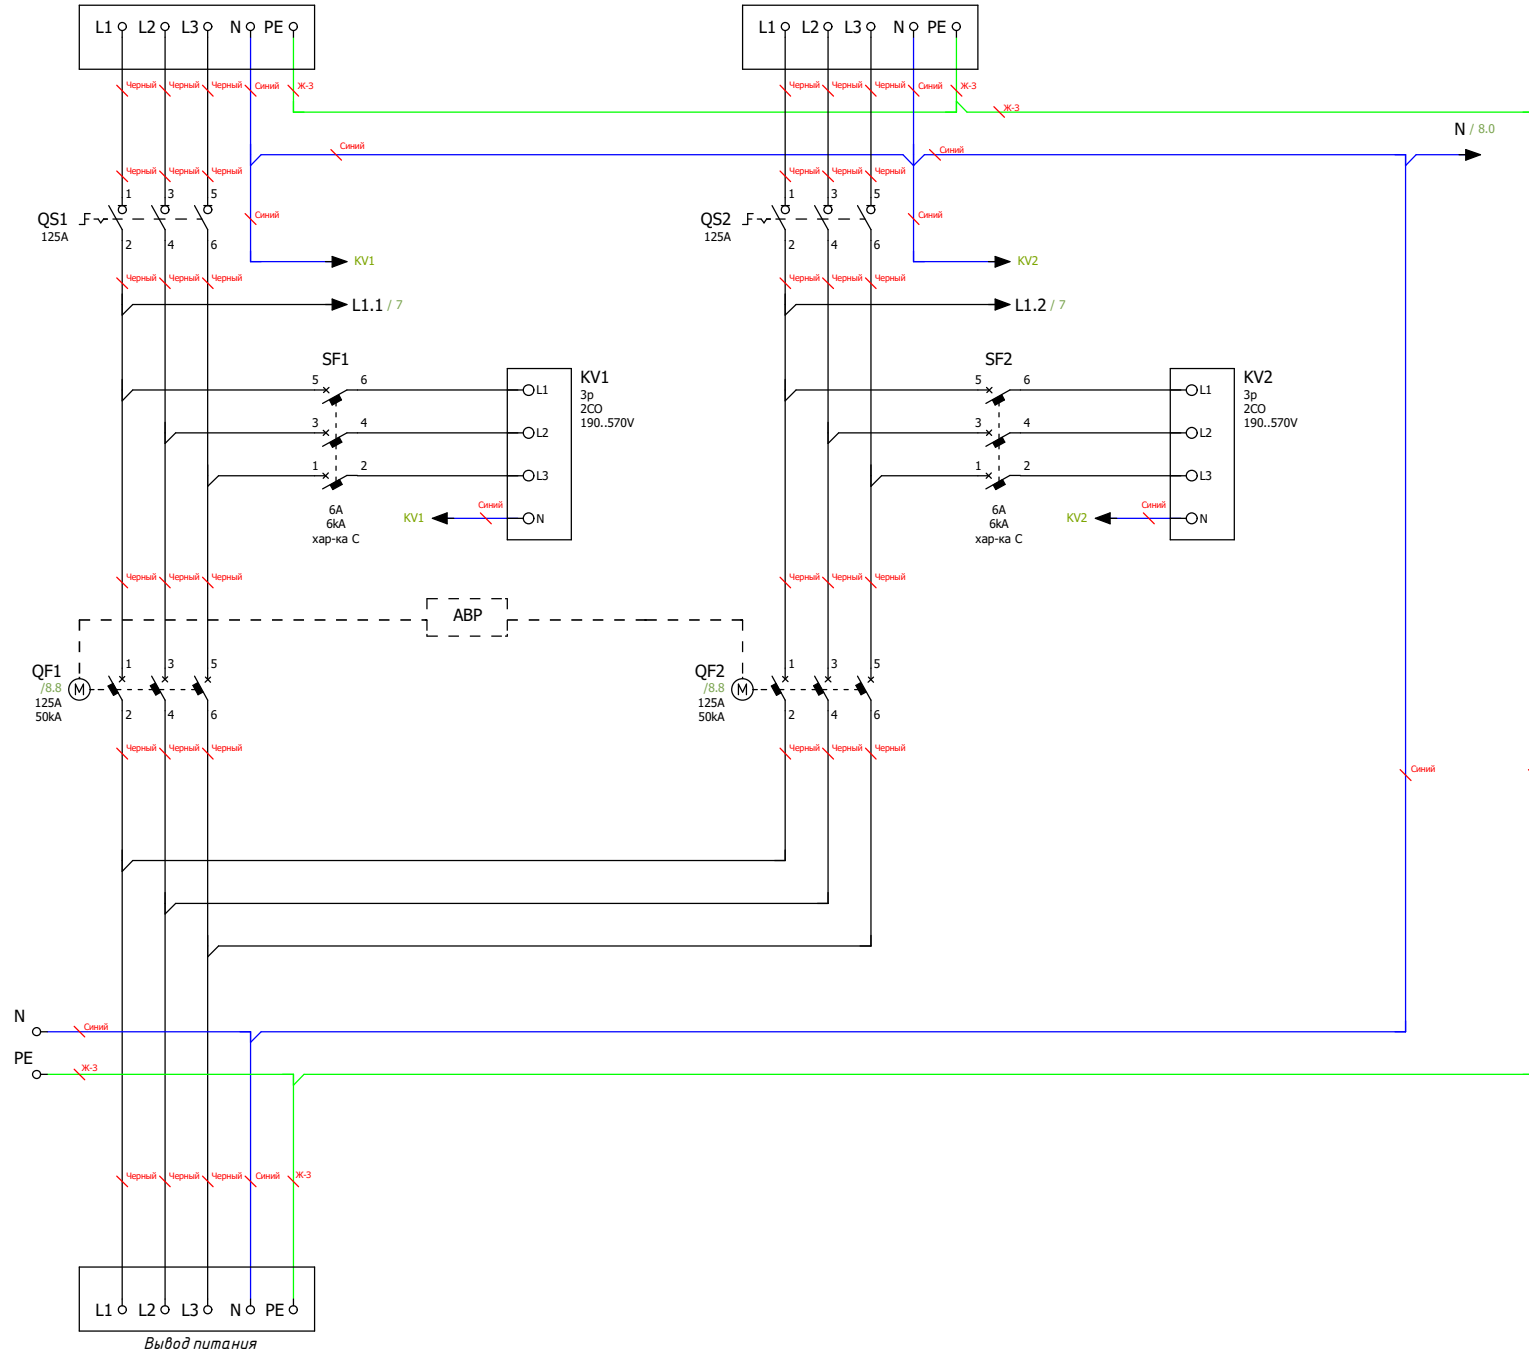 L1 L2 L3 N PE L1 L2 L3 N PE
Черный Черный Черный Синий Ж-З Черный Черный Черный Синий Ж-З
Ж-З
N / 8.0
Синий Синий
Черный Черный Черный Черный Черный Черный
1 3 5 1 3 5
QS1 Синий QS2 Синий
125A 125A
2 4 6 2 4 6
KV1 KV2
Черный Черный Черный Черный Черный Черный
L1.1 / 7 L1.2 / 7
SF1 SF2
5 6 L1 KV1 5 6 L1 KV2
3p 3p
2CO 2CO
190..570V 190..570V
3 4 L2 3 4 L2
1 2 L3 1 2 L3
Синий Синий
6A 6A
KV1 N KV2 N
6kA 6kA
хар-ка C хар-ка C
Черный Черный Черный Черный Черный Черный
АВР
1 3 5 1 3 5
QF1 QF2
/8.8 M /8.8 M
125A 125A
50kA 50kA
2 4 6 2 4 6
Черный Черный Черный Черный Черный Черный
Синий
N
Синий
PE
Ж-З
Черный Черный Черный Синий Ж-З
L1 L2 L3 N PE
Вывод питания